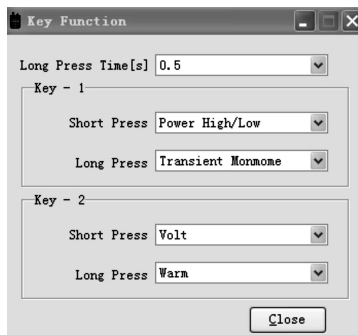 Key Function
Long Press Time[s] 0.5
Key - 1
Short Press Power High/Low
Long Press Transient Monmome
Key - 2
Short Press Volt
Long Press Warm
Close